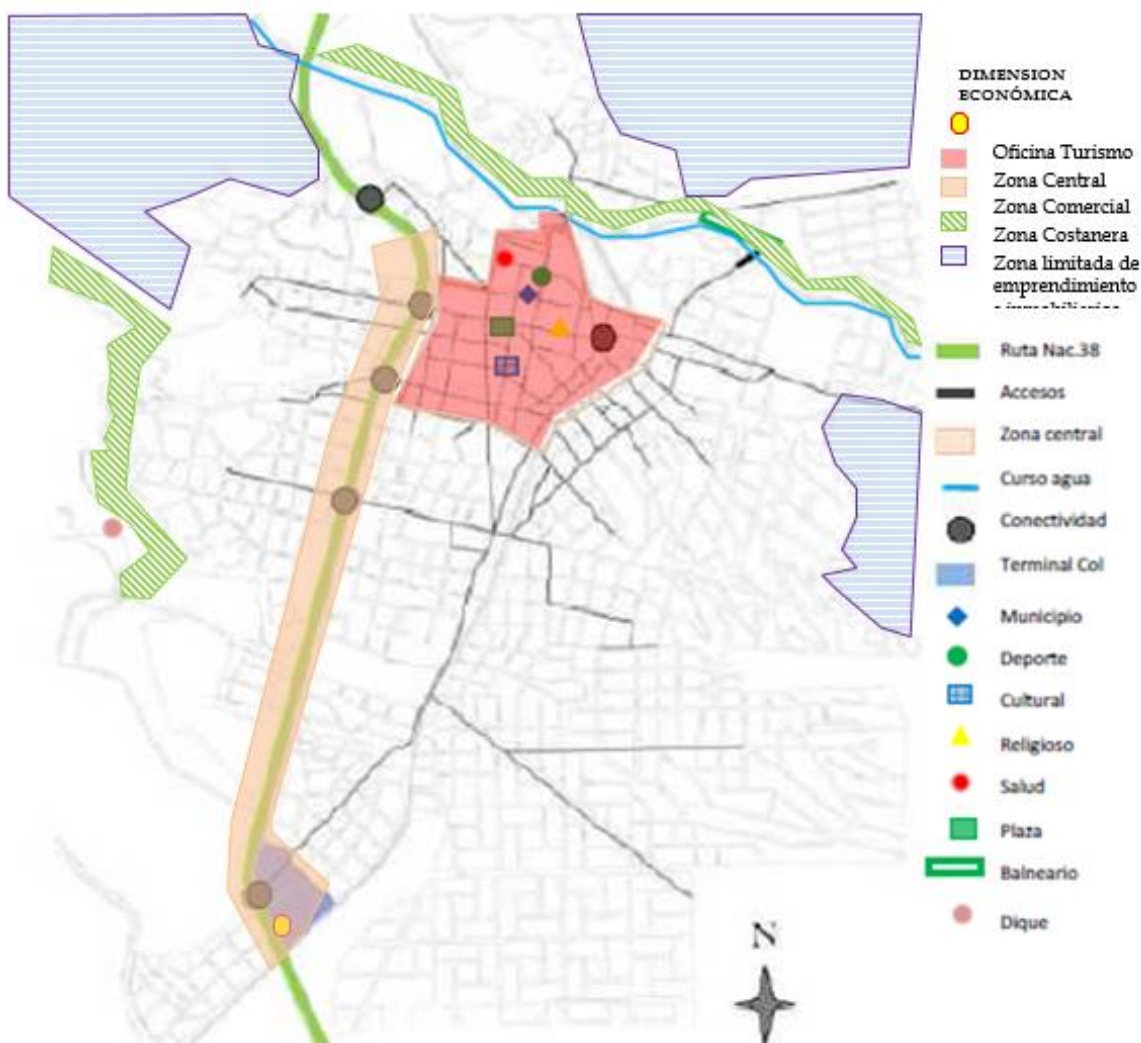 DIMENSION
ECONÓMICA
Oficina Turismo
Zona Central
Zona Comercial
Zona Costanera
Zona limitada de
emprendimiento
Ruta Nac.38
Accesos
Zona central
Curso agua
Conectividad
Terminal Col
Municipio
Deporte
Cultural
Religioso
Salud
Plaza
Balneario
Dique
N